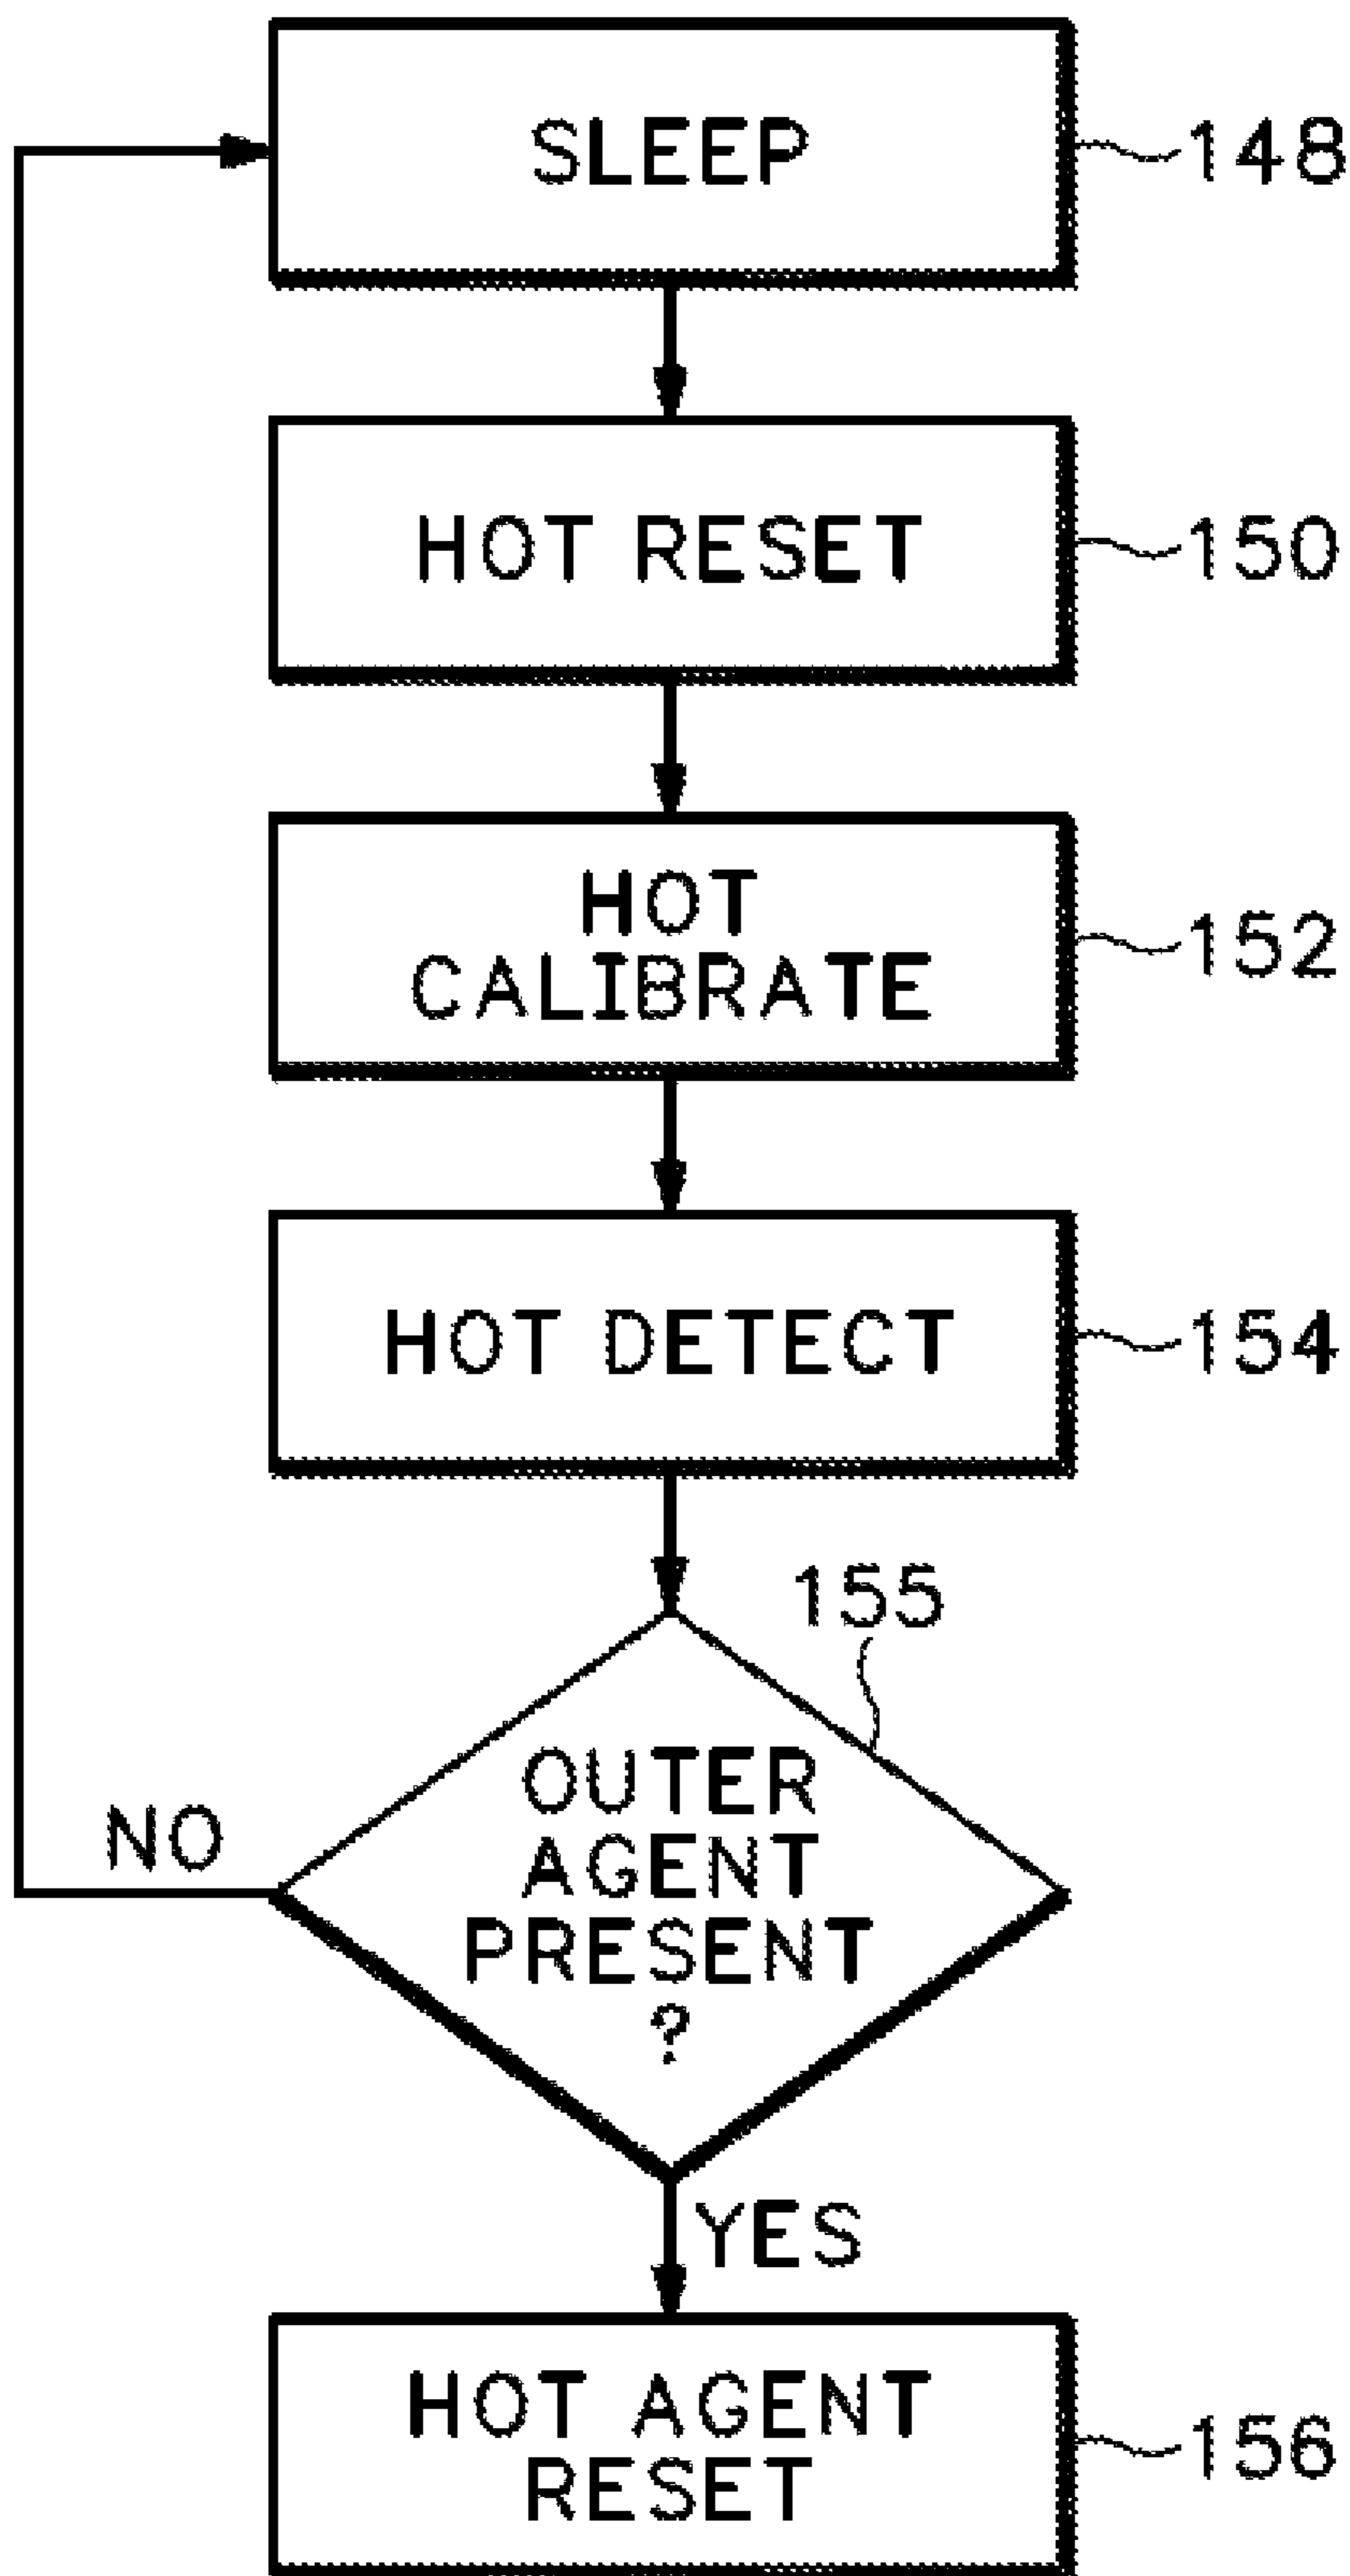 SLEEP
148
HOT RESET
150
HOT
CALIBRATE
152
HOT DETECT
154
155
OUTER
AGENT
PRESENT
?
NO
YES
HOT AGENT
RESET
156